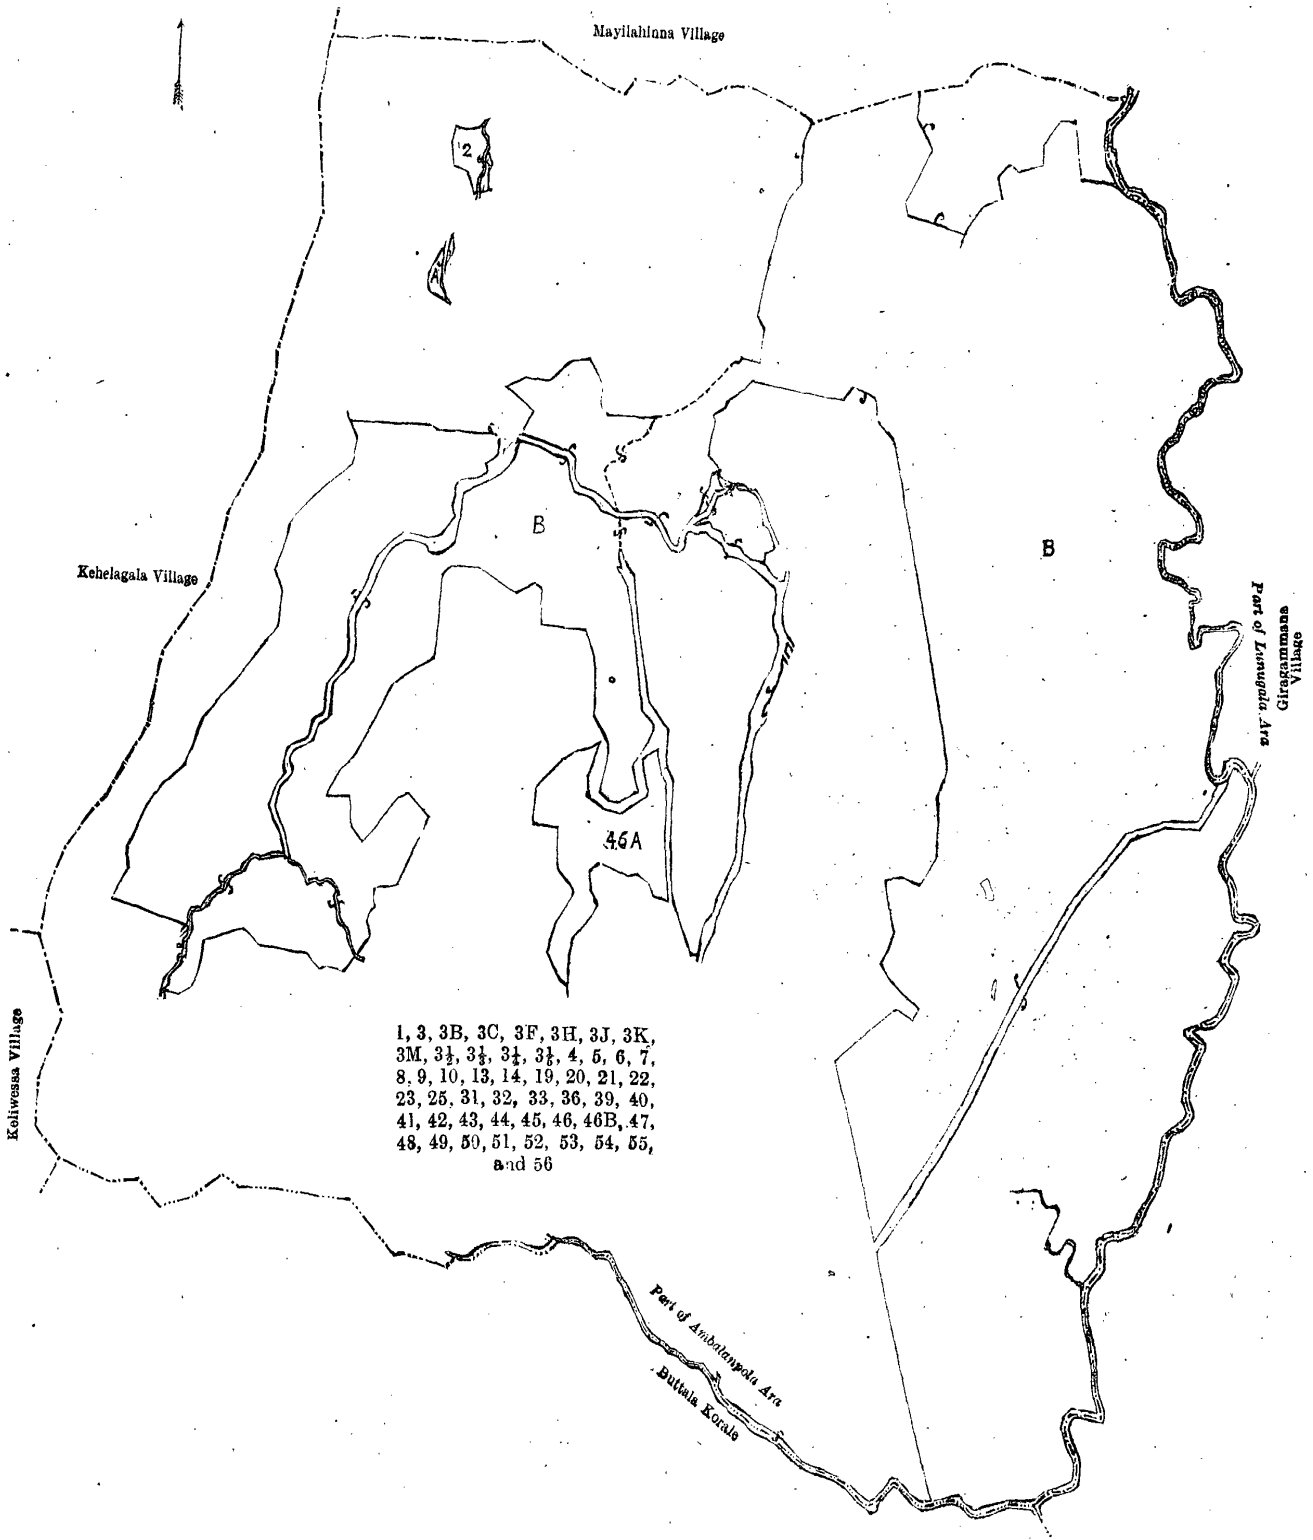 Mayilahinna Village
2
A
B
B
Kehelagala Village
Part of Lunugala Ara
Giragammana
Village
46A
Keliwessa Village
1, 3, 3B, 3C, 3F, 3H, 3J, 3K,
3M, 3½, 3⅓, 3¼, 3⅕, 4, 5, 6, 7,
8, 9, 10, 13, 14, 19, 20, 21, 22,
23, 25, 31, 32, 33, 36, 39, 40,
41, 42, 43, 44, 45, 46, 46B, 47,
48, 49, 50, 51, 52, 53, 54, 55,
and 56
Part of Ambalanpola Ara
Buttala Korale